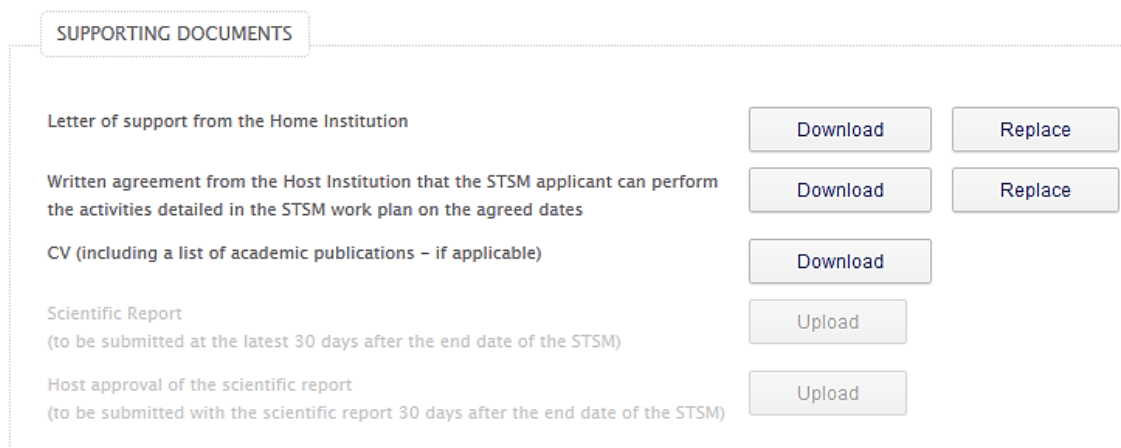 SUPPORTING DOCUMENTS
Letter of support from the Home Institution
Download
Replace
Written agreement from the Host Institution that the STSM applicant can perform
the activities detailed in the STSM work plan on the agreed dates
Download
Replace
CV (including a list of academic publications – if applicable)
Download
Scientific Report
(to be submitted at the latest 30 days after the end date of the STSM)
Upload
Host approval of the scientific report
(to be submitted with the scientific report 30 days after the end date of the STSM)
Upload